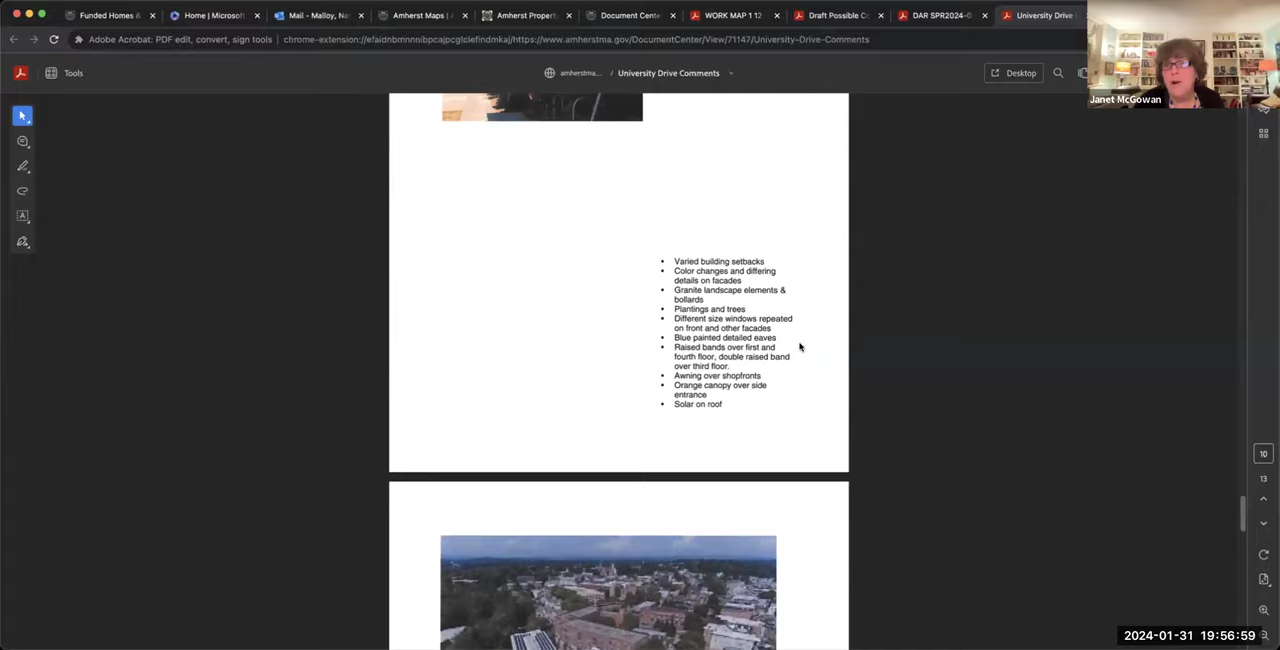 Funded Homes &
Home | Microsoft
Mail - Malloy, Na
Amherst Maps |
Amherst Propert
Document Cente
WORK MAP 1 12
Draft Possible Co
DAR SPR2024-0
University Drive
Adobe Acrobat: PDF edit, convert, sign tools
chrome-extension://efaidnbmnnnibpcajpcglclefindmkaj/https://www.amherstma.gov/DocumentCenter/View/71147/University-Drive-Comments
Tools
amherstma... / University Drive Comments
Desktop
Janet McGowan
• Varied building setbacks
• Color changes and differing
details on facades
• Granite landscape elements &
bollards
• Plantings and trees
• Different size windows repeated
on front and other facades
• Blue painted detailed eaves
• Raised bands over first and
fourth floor, double raised band
over third floor.
• Awning over shopfronts
• Orange canopy over side
entrance
• Solar on roof
10
13
2024-01-31 19:56:59